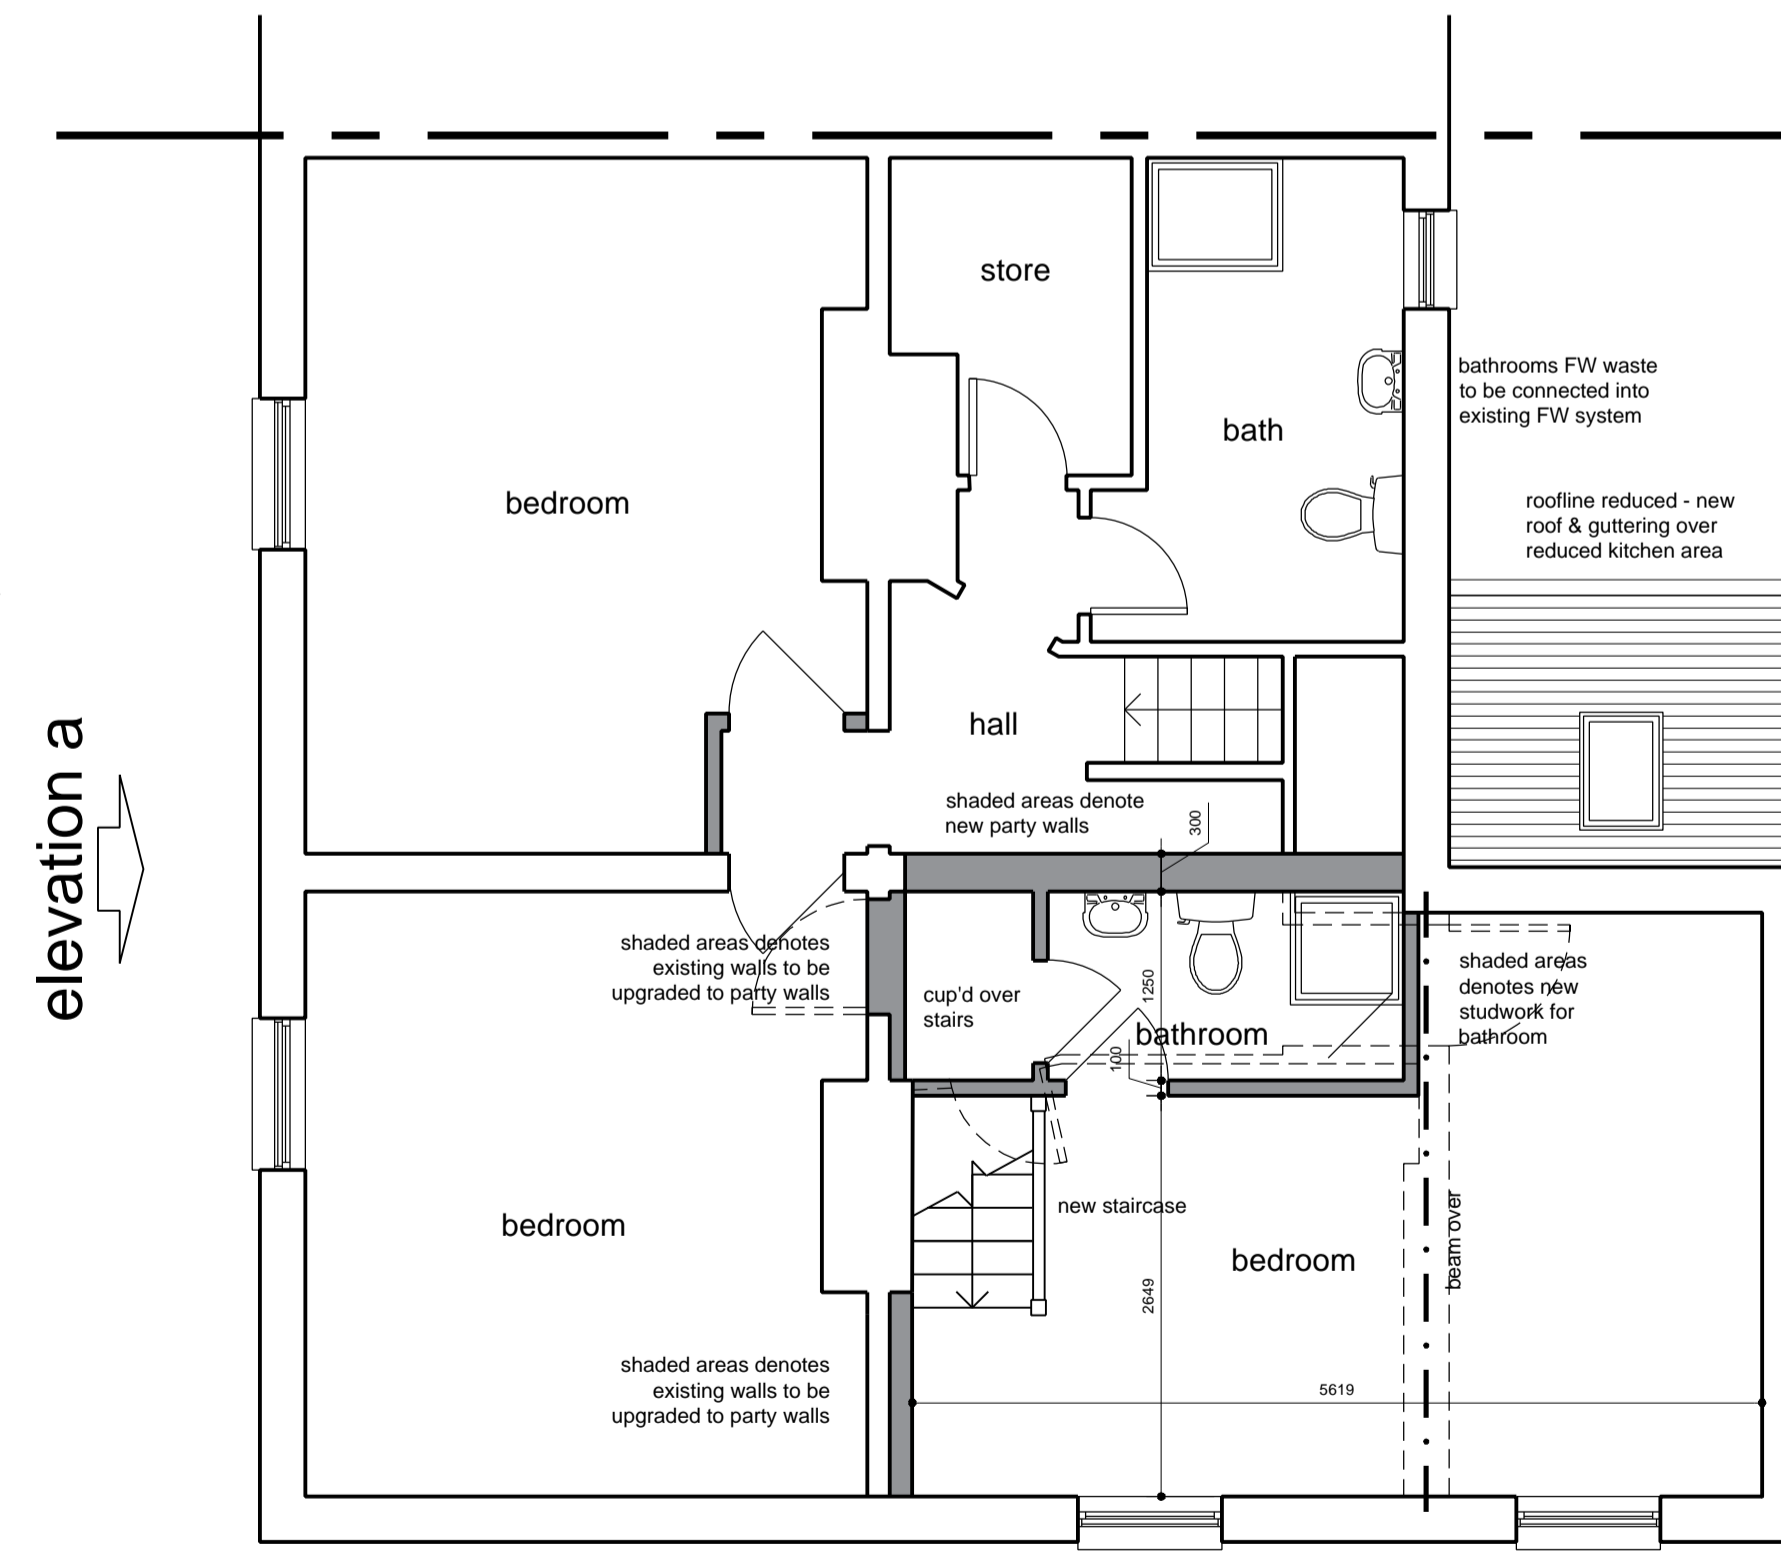 store
bathrooms FW waste
to be connected into
existing FW system
bath
bedroom
roofline reduced - new
roof & guttering over
reduced kitchen area
elevation a
hall
shaded areas denote
new party walls
300
shaded areas denotes
existing walls to be
upgraded to party walls
cup'd over
stairs
1250
bathroom
100
shaded areas
denotes new
studwork for
bathroom
new staircase
bedroom
bedroom
beam over
2649
shaded areas denotes
existing walls to be
upgraded to party walls
5619